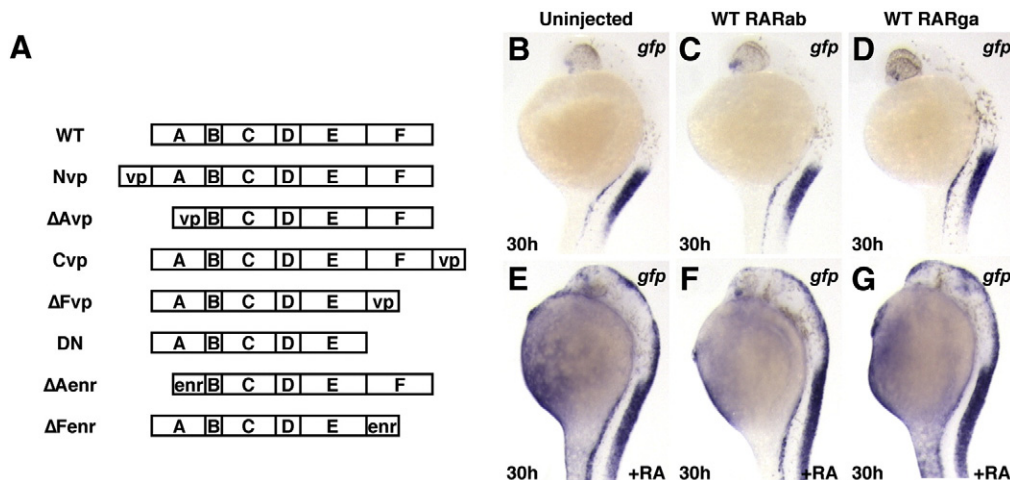 A
WT A B C D E F
Nvp vp A B C D E F
ΔAvp vp B C D E F
Cvp A B C D E F vp
ΔFvp A B C D E vp
DN A B C D E
ΔAenr enr B C D E F
ΔFenr A B C D E enr
Uninjected WT RARab WT RARga
B gfp C gfp D gfp
30h 30h 30h
E gfp F gfp G gfp
30h +RA 30h +RA 30h +RA